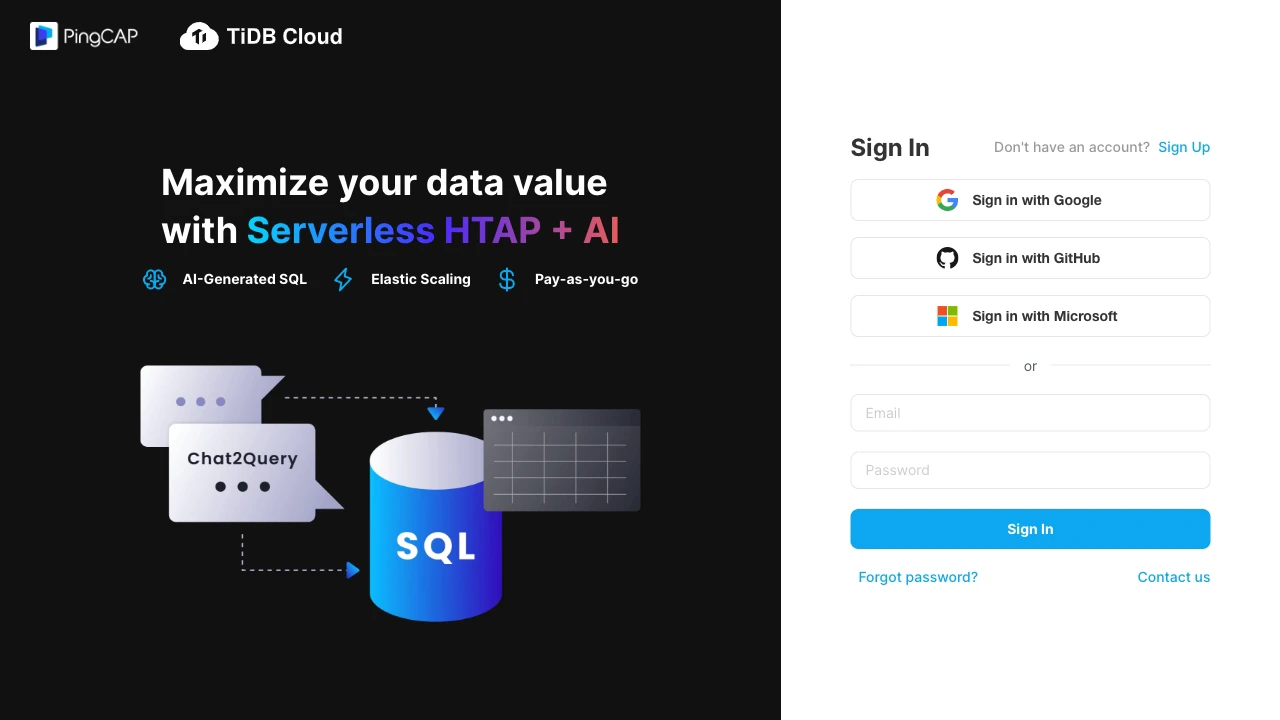 PingCAP
TiDB Cloud
Maximize your data value
with Serverless HTAP + AI
AI-Generated SQL
Elastic Scaling
Pay-as-you-go
Chat2Query
SQL
Sign In
Don't have an account? Sign Up
Sign in with Google
Sign in with GitHub
Sign in with Microsoft
or
Email
Password
Sign In
Forgot password?
Contact us